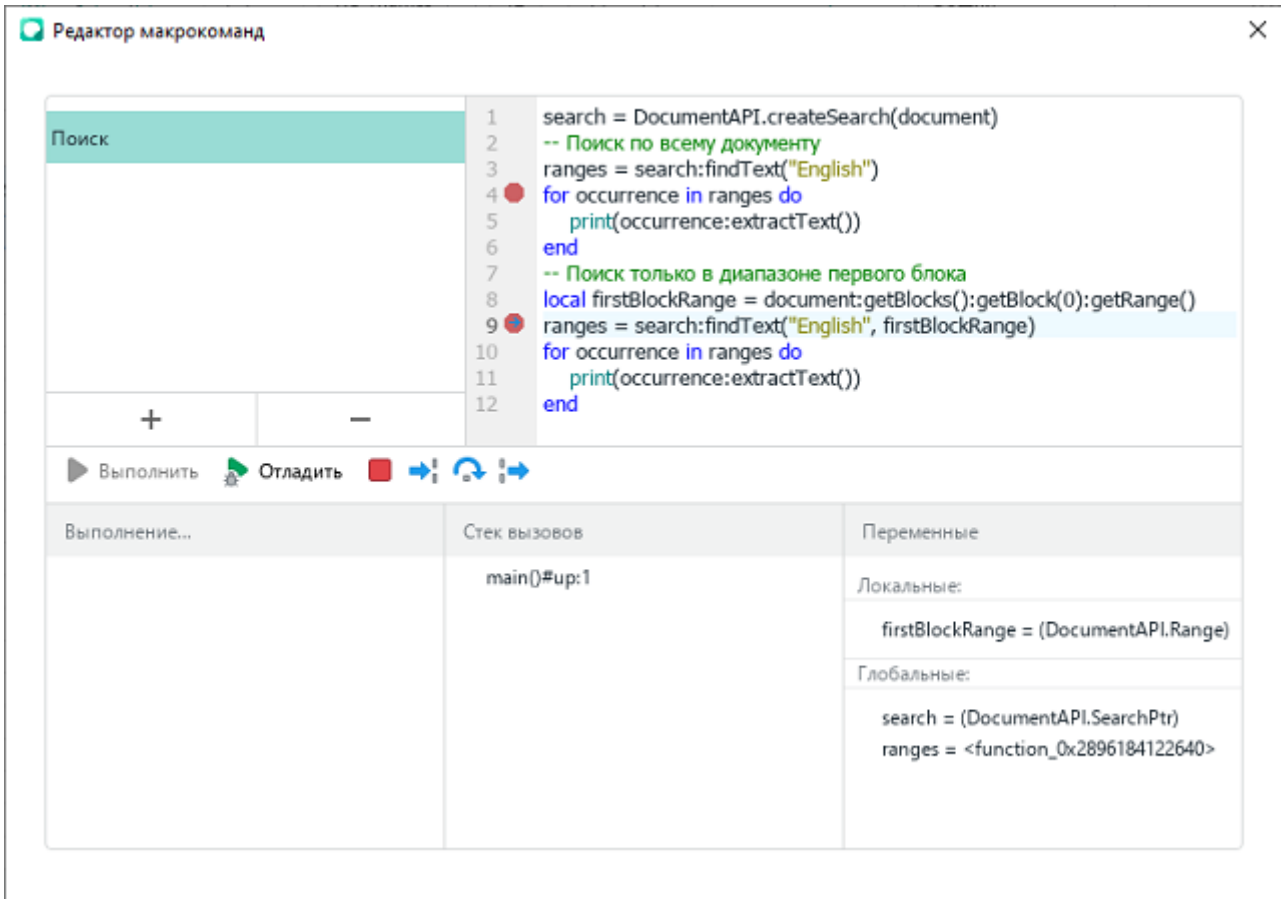 Редактор макрокоманд
Поиск
1 search = DocumentAPI.createSearch(document)
2 -- Поиск по всему документу
3 ranges = search:findText("English")
4 for occurrence in ranges do
5 print(occurrence:extractText())
6 end
7 -- Поиск только в диапазоне первого блока
8 local firstBlockRange = document:getBlocks():getBlock(0):getRange()
9 ranges = search:findText("English", firstBlockRange)
10 for occurrence in ranges do
11 print(occurrence:extractText())
12 end
+ −
Выполнить Отладить
Выполнение... Стек вызовов Переменные
main()#up:1
Локальные:
firstBlockRange = (DocumentAPI.Range)
Глобальные:
search = (DocumentAPI.SearchPtr)
ranges = <function_0x2896184122640>